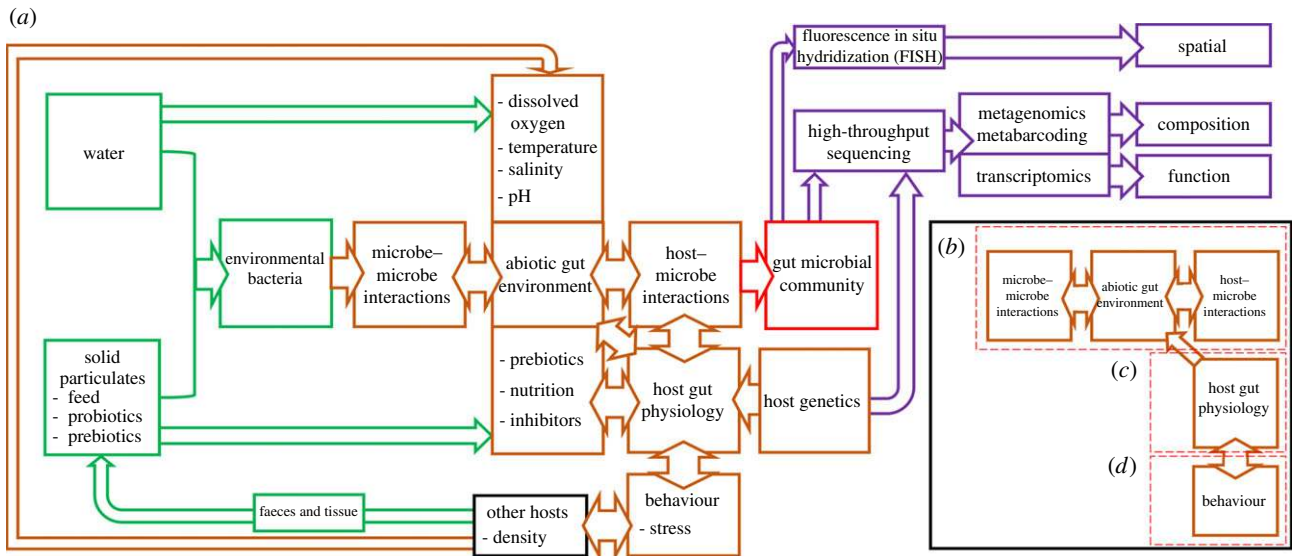 (a)
water
solid
particulates
- feed
- probiotics
- prebiotics
environmental
bacteria
faeces and tissue
microbe–
microbe
interactions
- dissolved
oxygen
- temperature
- salinity
- pH
abiotic gut
environment
- prebiotics
- nutrition
- inhibitors
other hosts
- density
host–
microbe
interactions
host gut
physiology
behaviour
- stress
gut microbial
community
host genetics
fluorescence in situ
hydridization (FISH)
spatial
high-throughput
sequencing
metagenomics
metabarcoding
composition
transcriptomics
function
(b)
microbe–
microbe
interactions
abiotic gut
environment
host–
microbe
interactions
(c)
host gut
physiology
(d)
behaviour